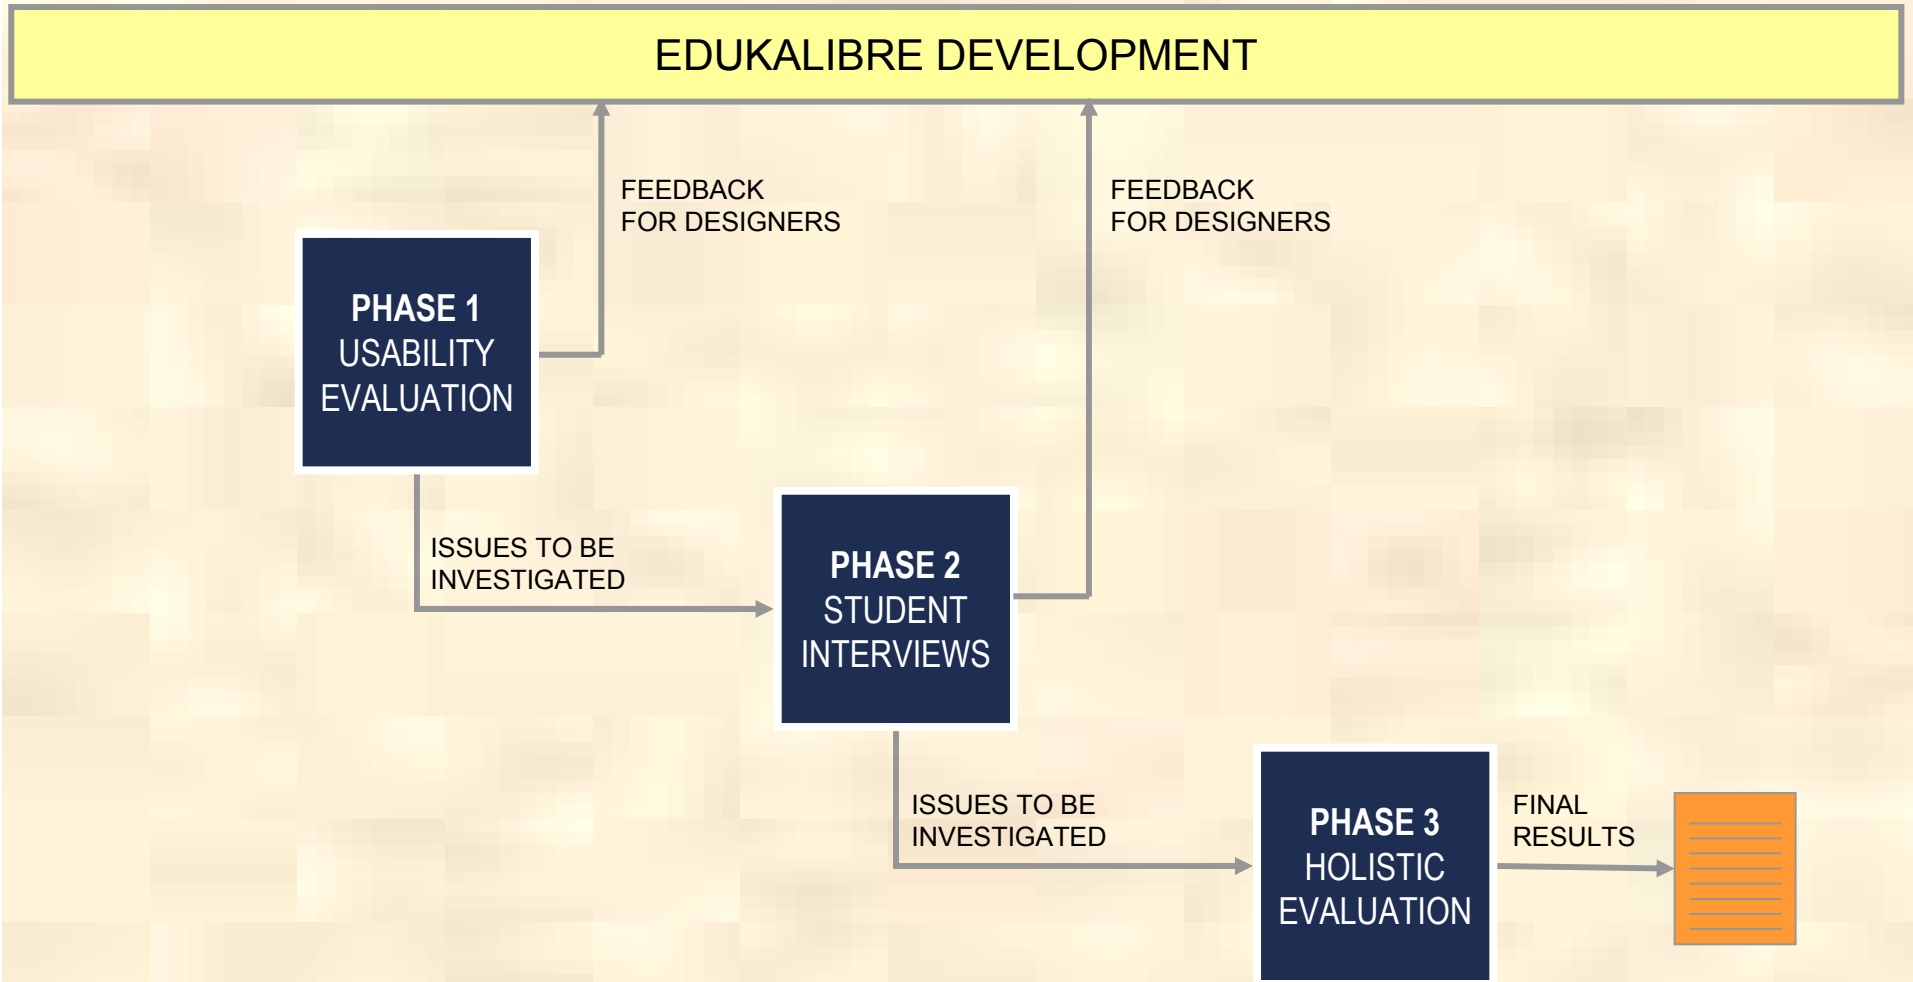 EDUKALIBRE DEVELOPMENT
FEEDBACK
FOR DESIGNERS
FEEDBACK
FOR DESIGNERS
PHASE 1
USABILITY
EVALUATION
ISSUES TO BE
INVESTIGATED
PHASE 2
STUDENT
INTERVIEWS
ISSUES TO BE
INVESTIGATED
PHASE 3
HOLISTIC
EVALUATION
FINAL
RESULTS